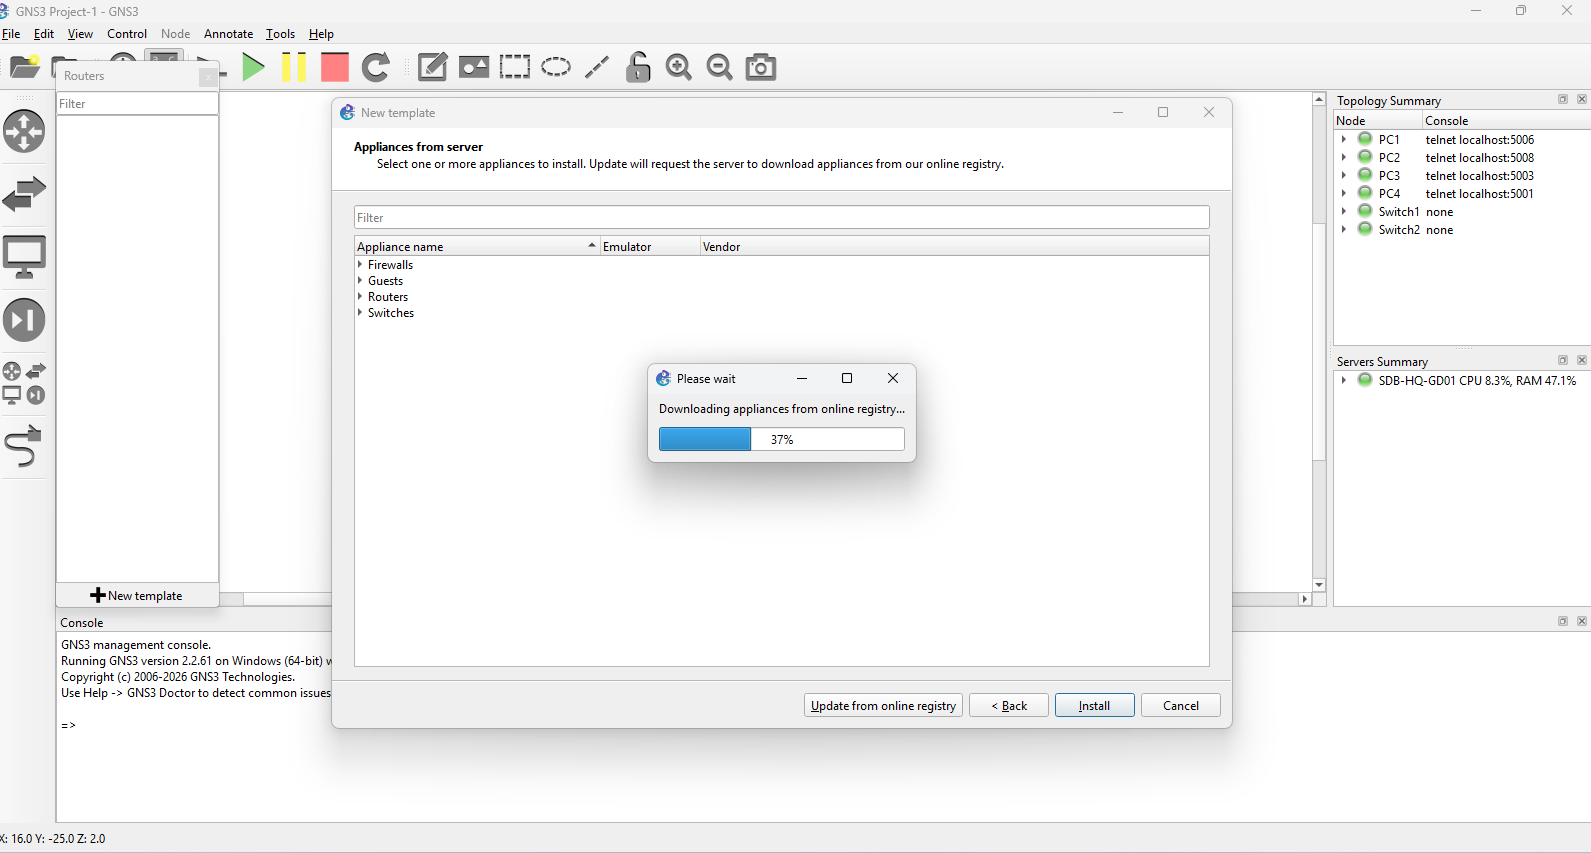 GNS3 Project-1 - GNS3
File Edit View Control Node Annotate Tools Help
Routers
Filter
New template
New template
Appliances from server
Select one or more appliances to install. Update will request the server to download appliances from our online registry.
Filter
Appliance name Emulator Vendor
Firewalls
Guests
Routers
Switches
Please wait
Downloading appliances from online registry...
37%
Update from online registry < Back Install Cancel
Topology Summary
Node Console
PC1 telnet localhost:5006
PC2 telnet localhost:5008
PC3 telnet localhost:5003
PC4 telnet localhost:5001
Switch1 none
Switch2 none
Servers Summary
SDB-HQ-GD01 CPU 8.3%, RAM 47.1%
Console
GNS3 management console.
Running GNS3 version 2.2.61 on Windows (64-bit)
Copyright (c) 2006-2026 GNS3 Technologies.
Use Help -> GNS3 Doctor to detect common issues
=>
X: 16.0 Y: -25.0 Z: 2.0